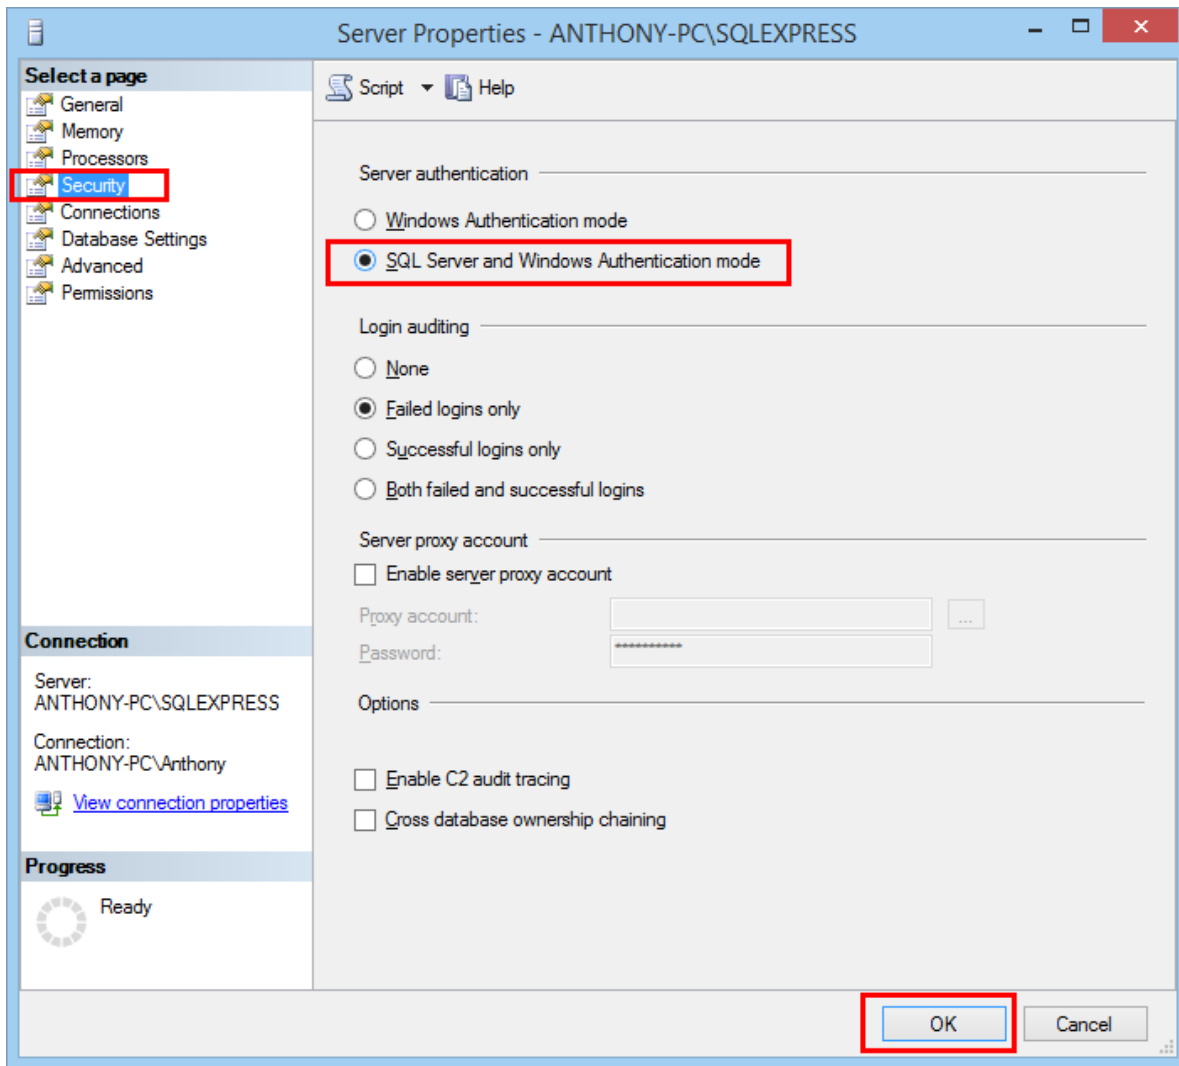 Server Properties - ANTHONY-PC\SQLEXPRESS
Select a page
General
Memory
Processors
Security
Connections
Database Settings
Advanced
Permissions
Script Help
Server authentication
Windows Authentication mode
SQL Server and Windows Authentication mode
Login auditing
None
Failed logins only
Successful logins only
Both failed and successful logins
Server proxy account
Enable server proxy account
Proxy account:
...
Password:
**********
Options
Enable C2 audit tracing
Cross database ownership chaining
Connection
Server:
ANTHONY-PC\SQLEXPRESS
Connection:
ANTHONY-PC\Anthony
View connection properties
Progress
Ready
OK Cancel